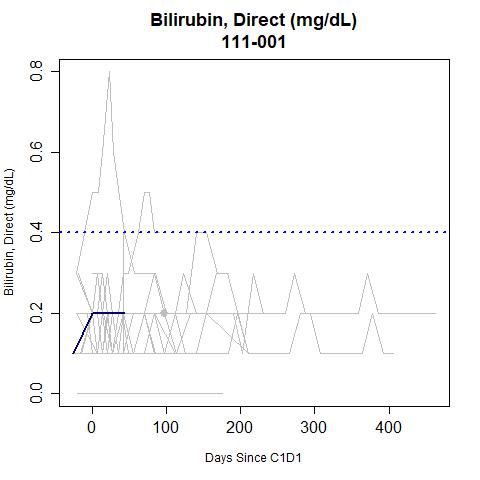 Bilirubin, Direct (mg/dL)
111-001
Bilirubin, Direct (mg/dL)
0.8
0.6
0.4
0.2
0.0
0 100 200 300 400
Days Since C1D1